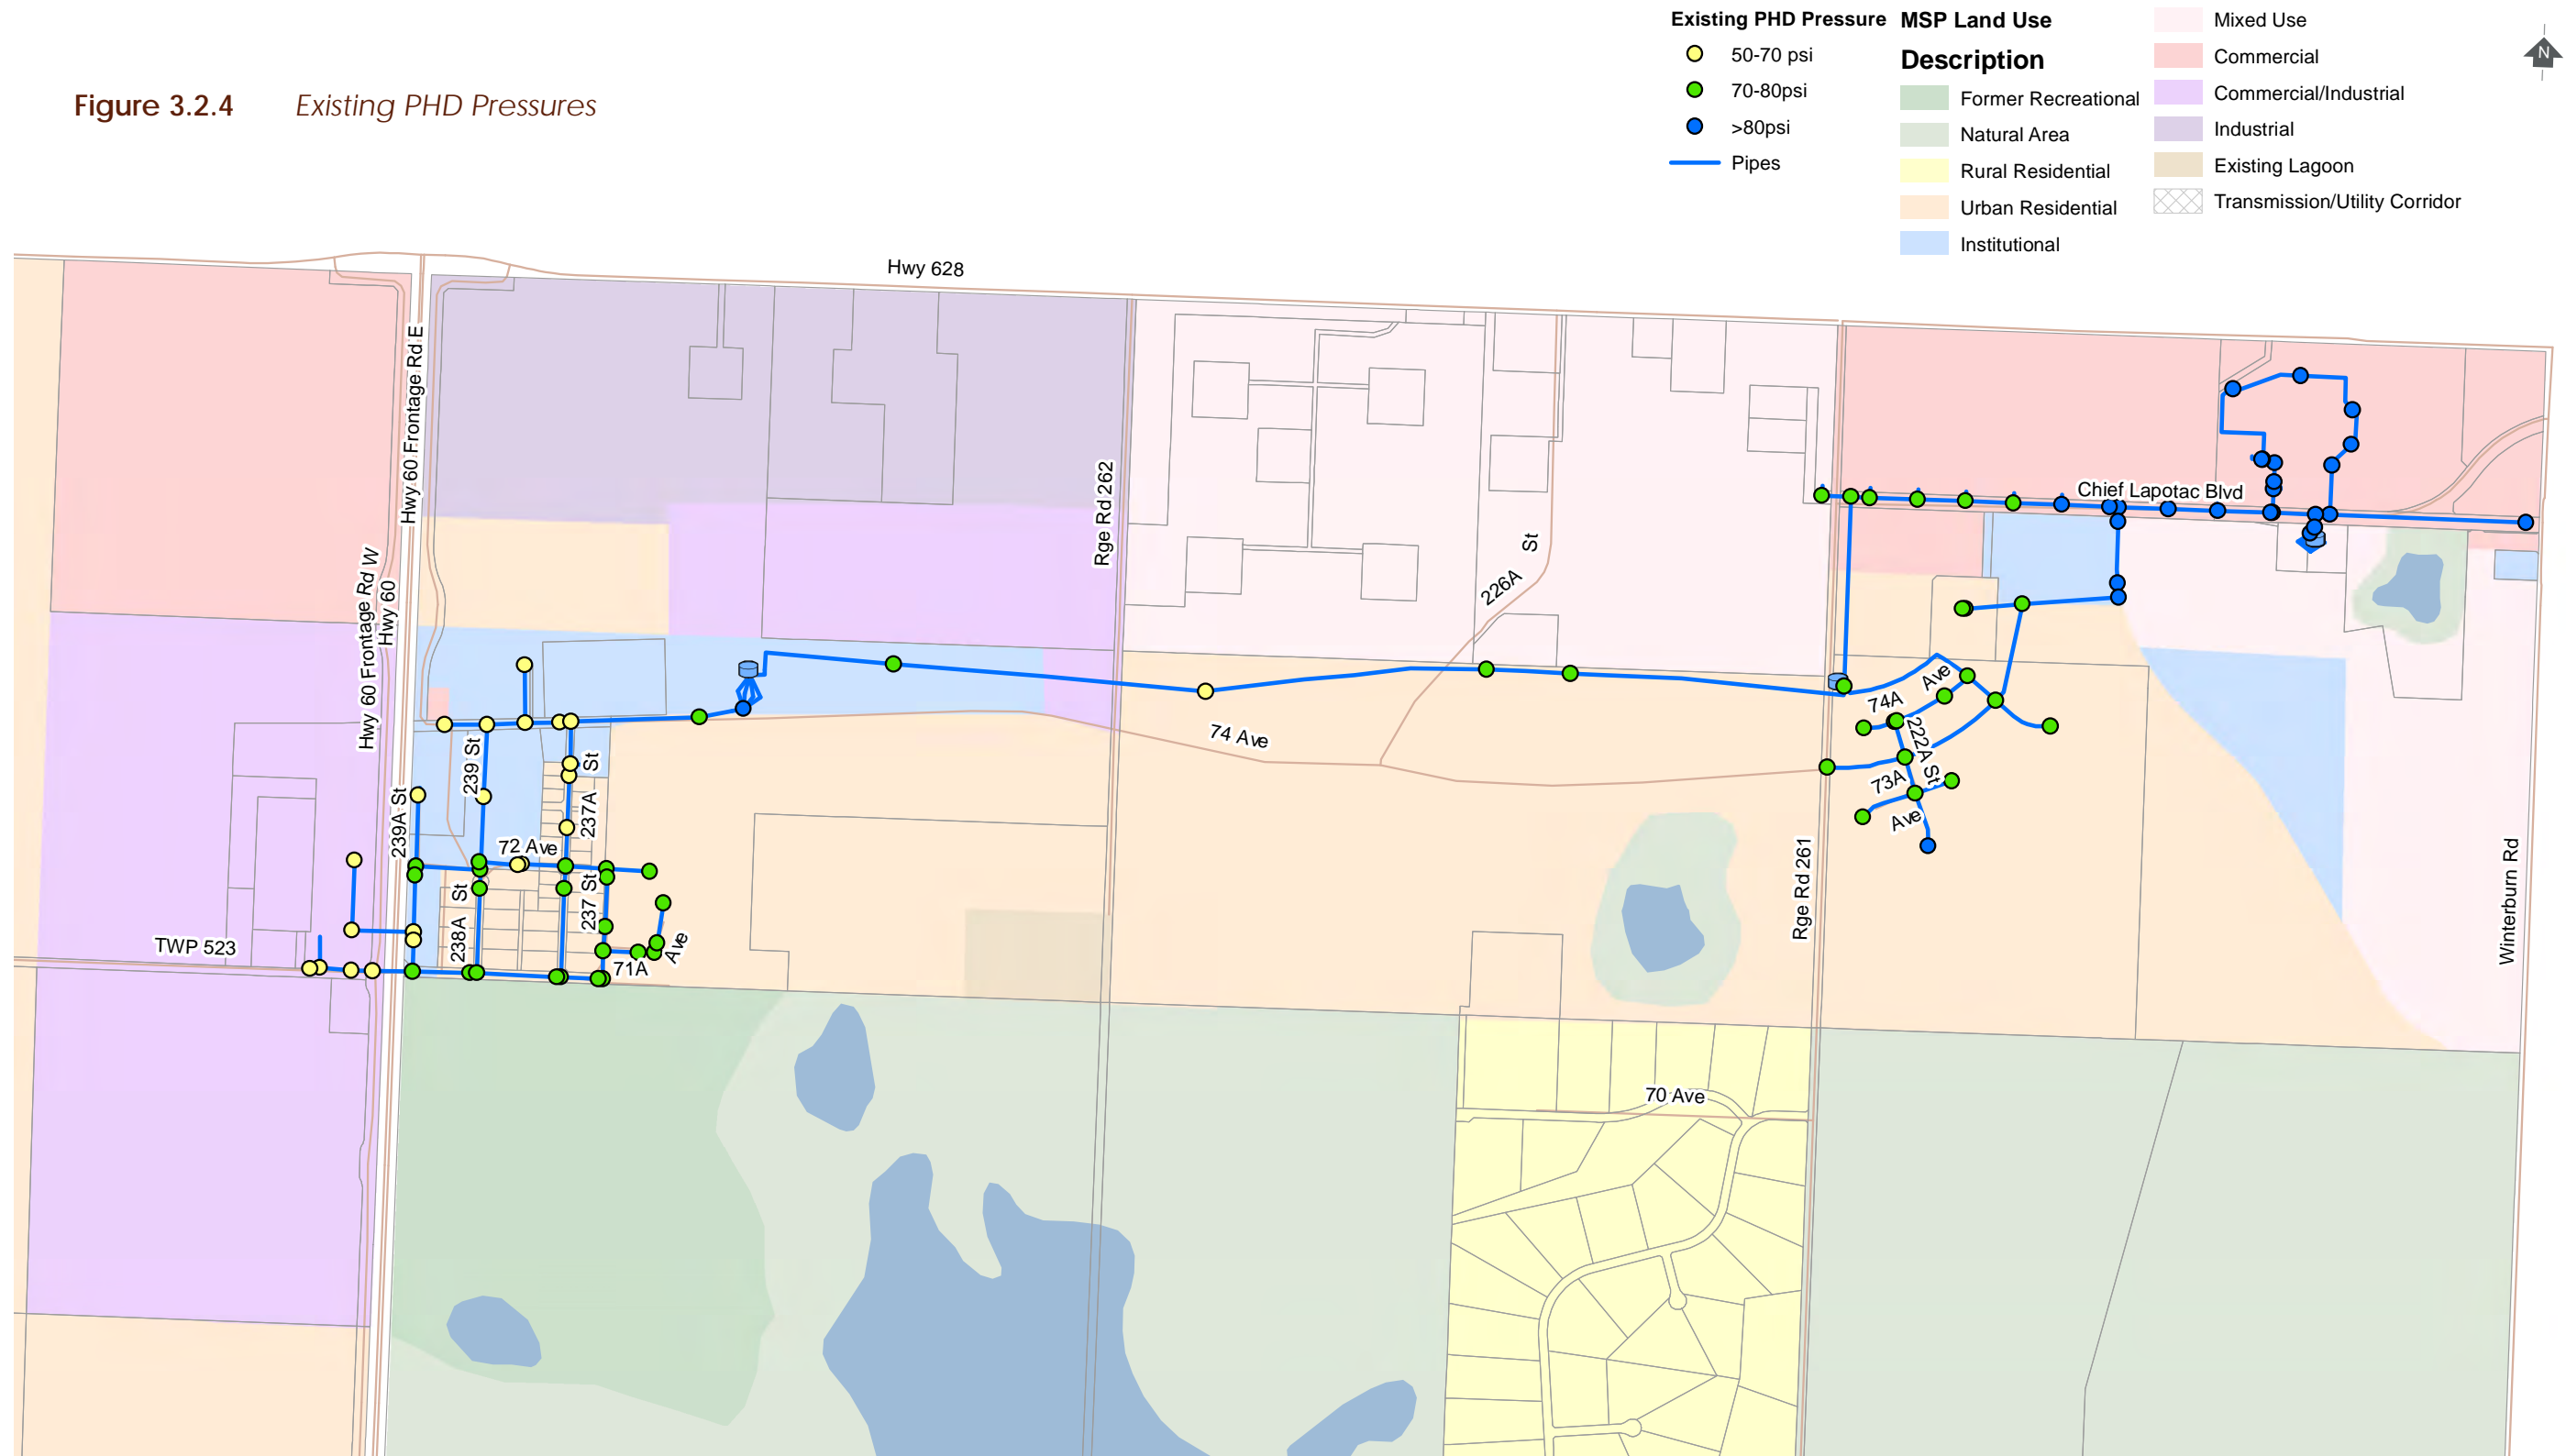 Figure 3.2.4 Existing PHD Pressures
Existing PHD Pressure
50-70 psi
70-80psi
>80psi
Pipes
MSP Land Use
Description
Former Recreational
Natural Area
Rural Residential
Urban Residential
Institutional
Mixed Use
Commercial
Commercial/Industrial
Industrial
Existing Lagoon
Transmission/Utility Corridor
N
Hwy 628
Hwy 60 Frontage Rd E
Hwy 60 Frontage Rd W
Hwy 60
Rge Rd 262
226A
St
Chief Lapotac Blvd
74 Ave
74A
Ave
222A St
73A
Ave
239 St
St
237A
239A St
72 Ave
St
238A
237 St
71A
Ave
TWP 523
Rge Rd 261
Winterburn Rd
70 Ave